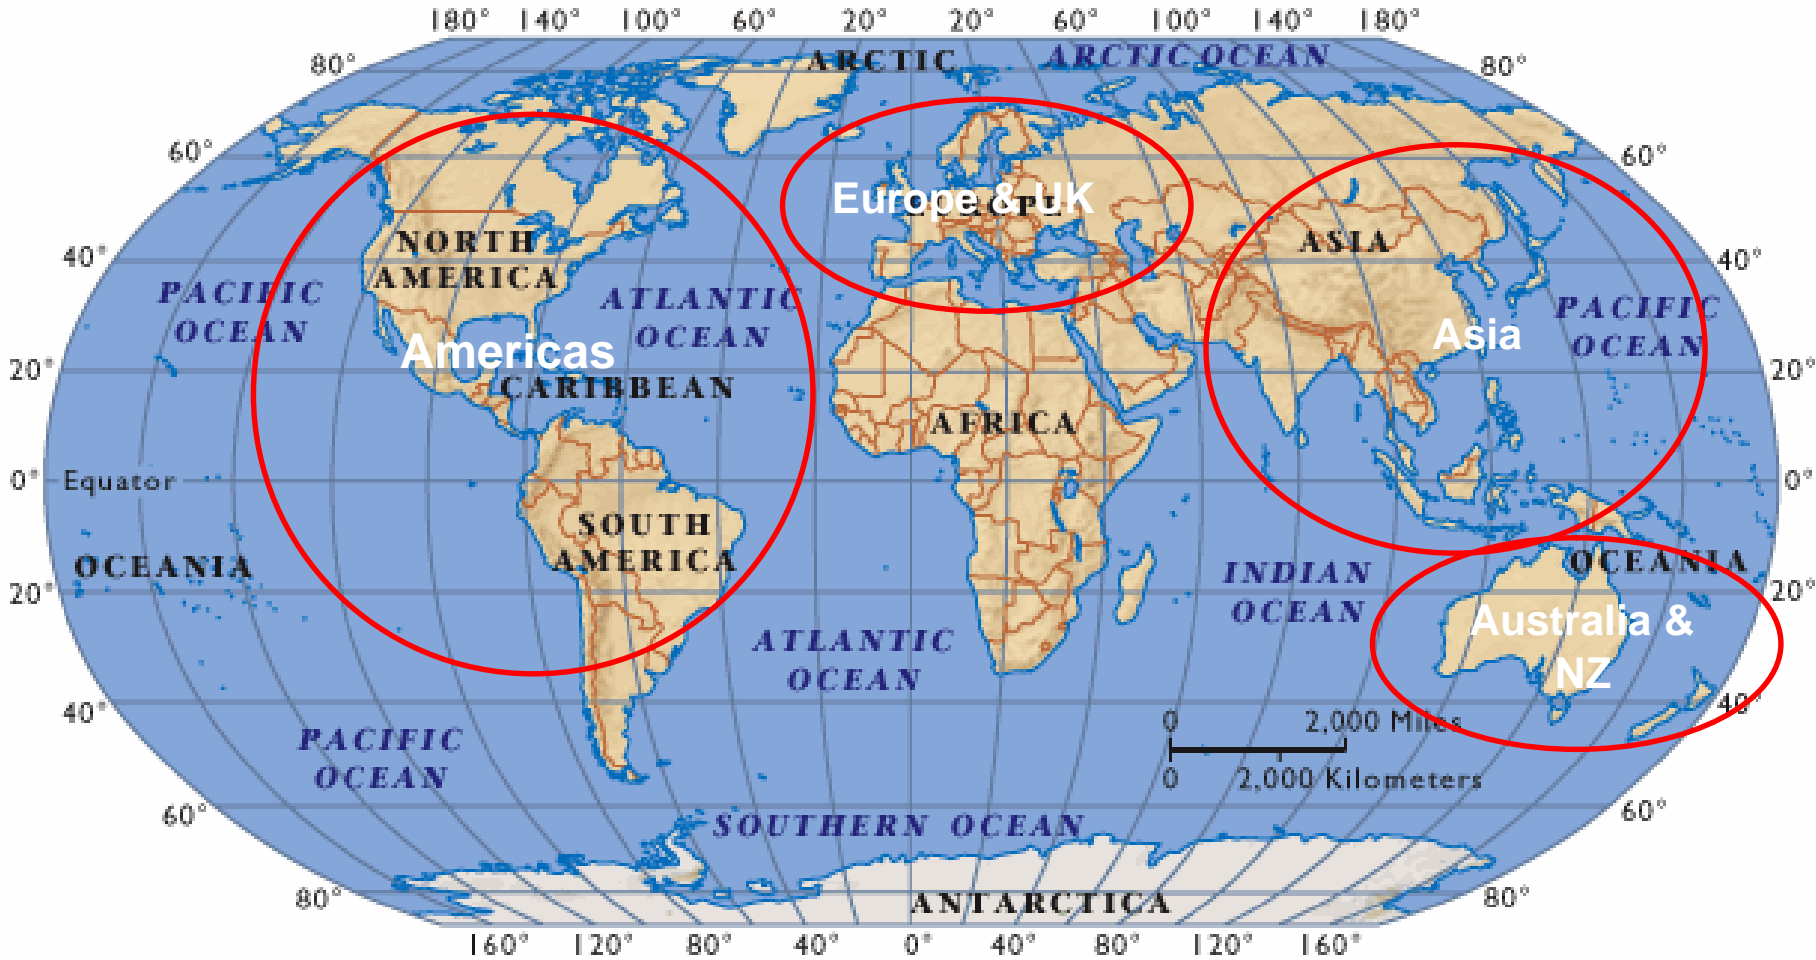 180° 140° 100° 60° 20° 20° 60° 100° 140° 180°
ARCTIC ARCTIC OCEAN
80° 80°
60° 60°
Europe & UK
EUROPE
NORTH
AMERICA
ASIA
40° 40°
PACIFIC
OCEAN
ATLANTIC
OCEAN
PACIFIC
OCEAN
Americas
Asia
20° 20°
CARIBBEAN
AFRICA
0° Equator 0°
SOUTH
AMERICA
OCEANIA
OCEANIA
INDIAN
OCEAN
20° 20°
Australia &
NZ
ATLANTIC
OCEAN
40° 40°
0 2,000 Miles
0 2,000 Kilometers
PACIFIC
OCEAN
60° 60°
SOUTHERN OCEAN
80° 80°
ANTARCTICA
160° 120° 80° 40° 0° 40° 80° 120° 160°